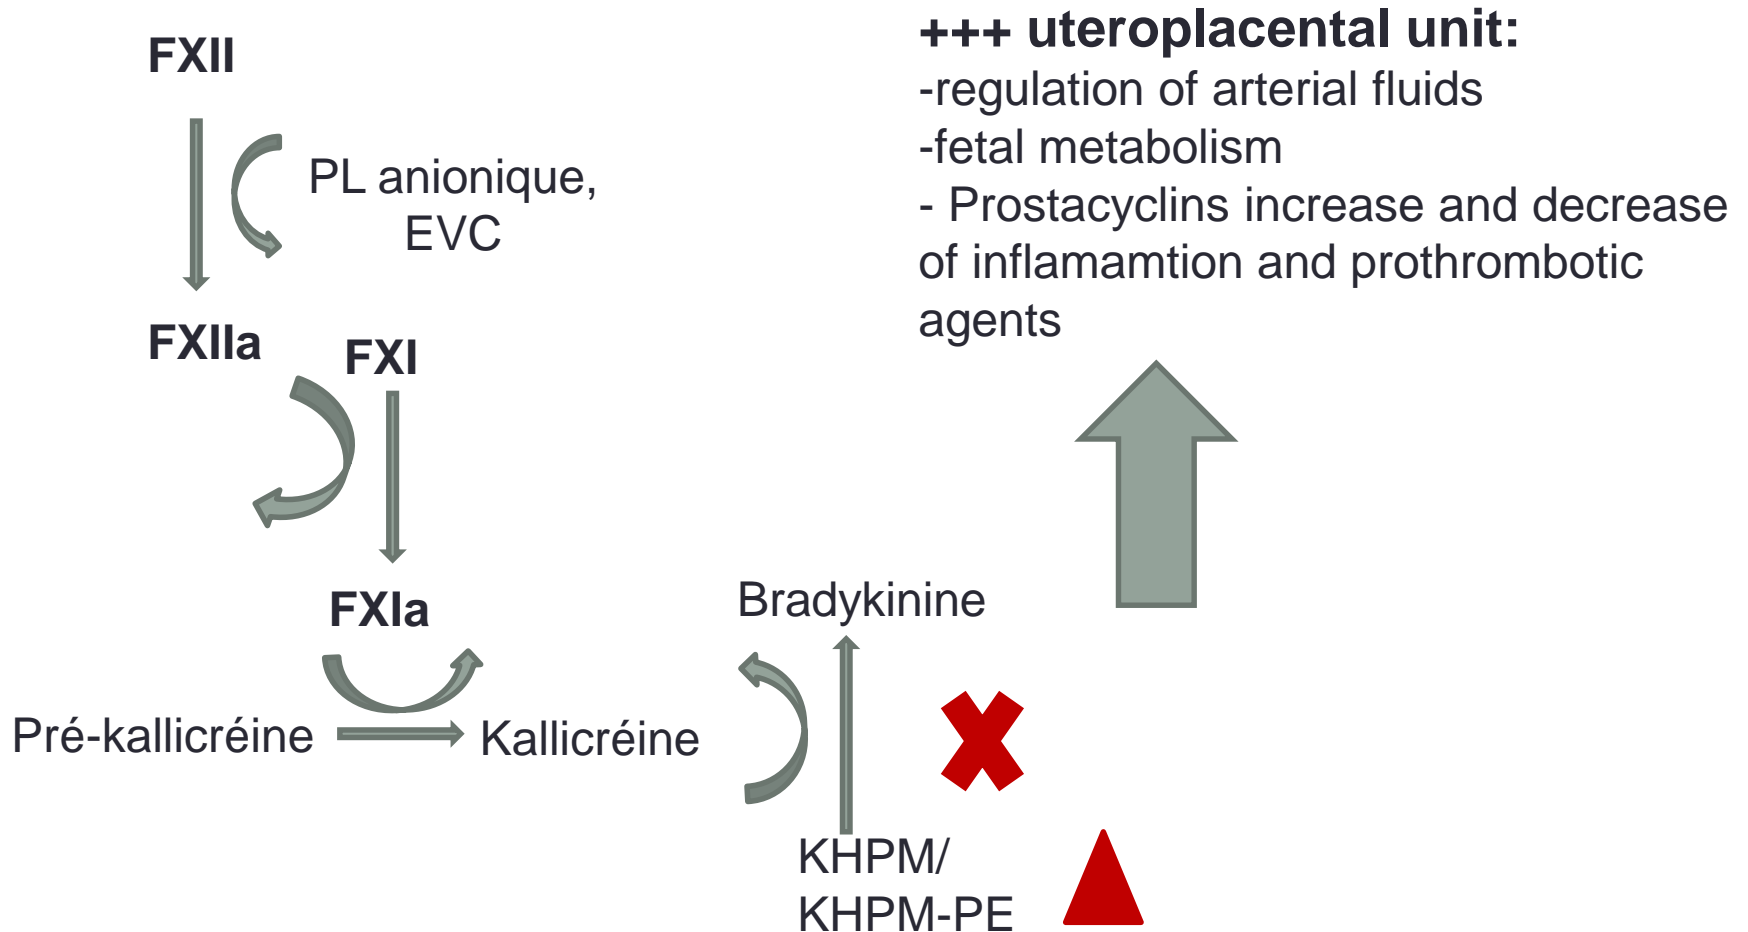 FXII
PL anionique,
EVC
FXIIa
FXI
FXIa
Pré-kallicréine
Kallicréine
Bradykinine
KHPM/
KHPM-PE
+++ uteroplacental unit:
-regulation of arterial fluids
-fetal metabolism
- Prostacyclins increase and decrease
of inflamamtion and prothrombotic
agents